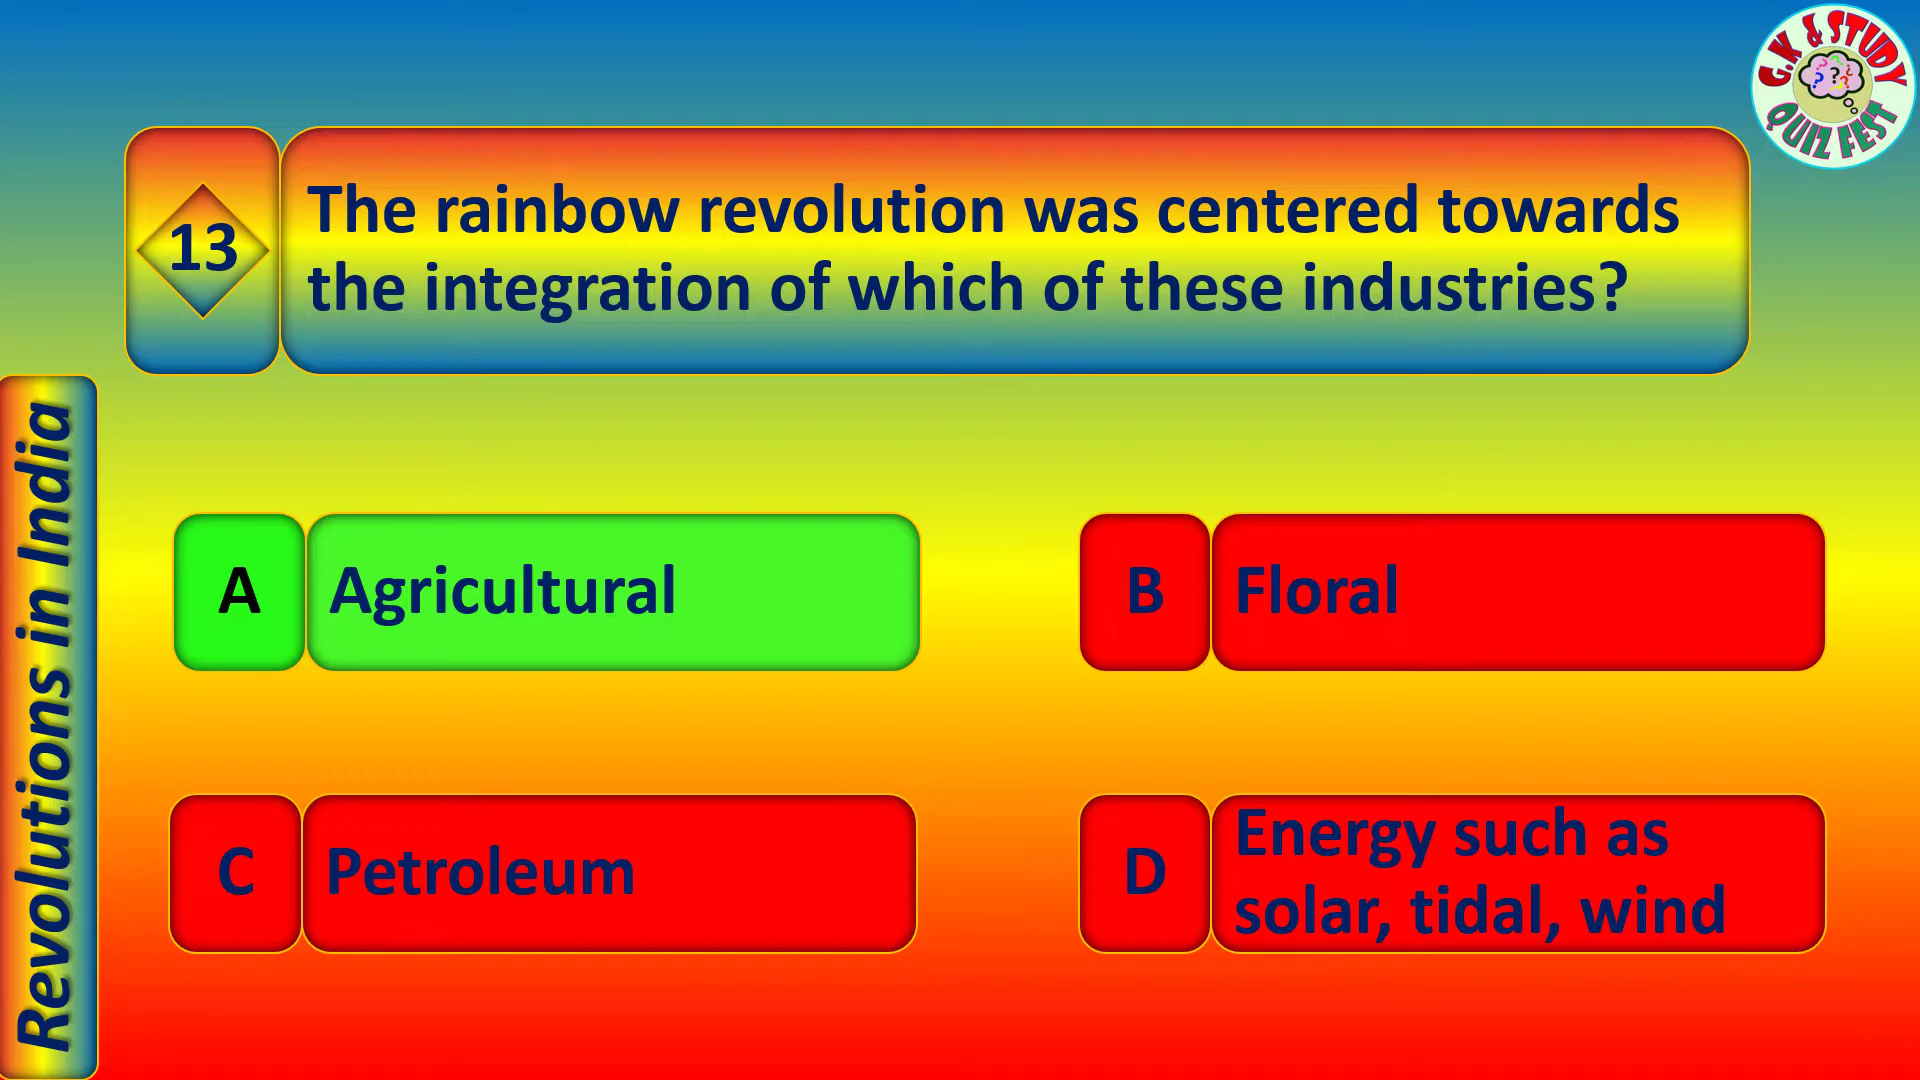 G.K & STUDY
QUIZ FEST
13
The rainbow revolution was centered towards
the integration of which of these industries?
Revolutions in India
A
Agricultural
B
Floral
C
Petroleum
D
Energy such as
solar, tidal, wind